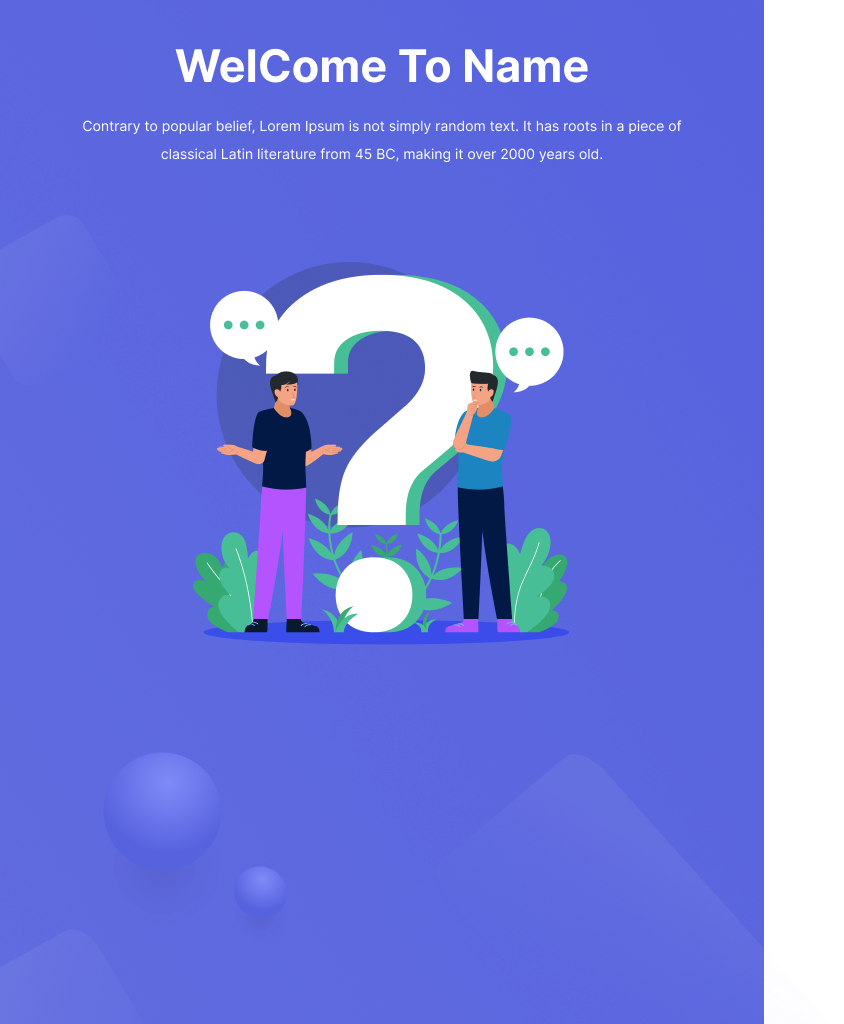 WelCome To Name
Contrary to popular belief, Lorem Ipsum is not simply random text. It has roots in a piece of
classical Latin literature from 45 BC, making it over 2000 years old.
?